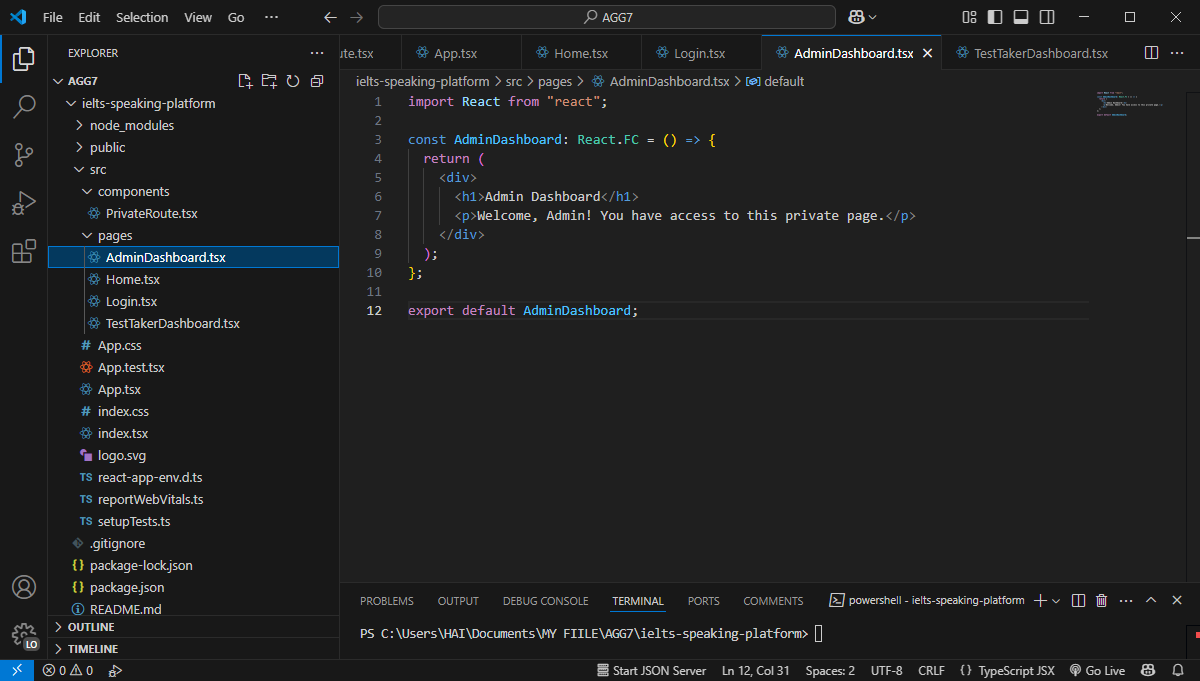 File Edit Selection View Go ··· AGG7
EXPLORER ···
AGG7
ielts-speaking-platform
node_modules
public
src
components
PrivateRoute.tsx
pages
AdminDashboard.tsx
Home.tsx
Login.tsx
TestTakerDashboard.tsx
# App.css
App.test.tsx
App.tsx
# index.css
index.tsx
logo.svg
TS react-app-env.d.ts
TS reportWebVitals.ts
TS setupTests.ts
.gitignore
{} package-lock.json
{} package.json
README.md
OUTLINE
TIMELINE
LO
ute.tsx App.tsx Home.tsx Login.tsx AdminDashboard.tsx TestTakerDashboard.tsx ···
ielts-speaking-platform > src > pages > AdminDashboard.tsx > default
1 import React from "react";
2
3 const AdminDashboard: React.FC = () => {
4 return (
5 <div>
6 <h1>Admin Dashboard</h1>
7 <p>Welcome, Admin! You have access to this private page.</p>
8 </div>
9 );
10 };
11
12 export default AdminDashboard;
PROBLEMS OUTPUT DEBUG CONSOLE TERMINAL PORTS COMMENTS powershell - ielts-speaking-platform ···
PS C:\Users\HAI\Documents\MY FIILE\AGG7\ielts-speaking-platform>
0 0 Start JSON Server Ln 12, Col 31 Spaces: 2 UTF-8 CRLF {} TypeScript JSX Go Live